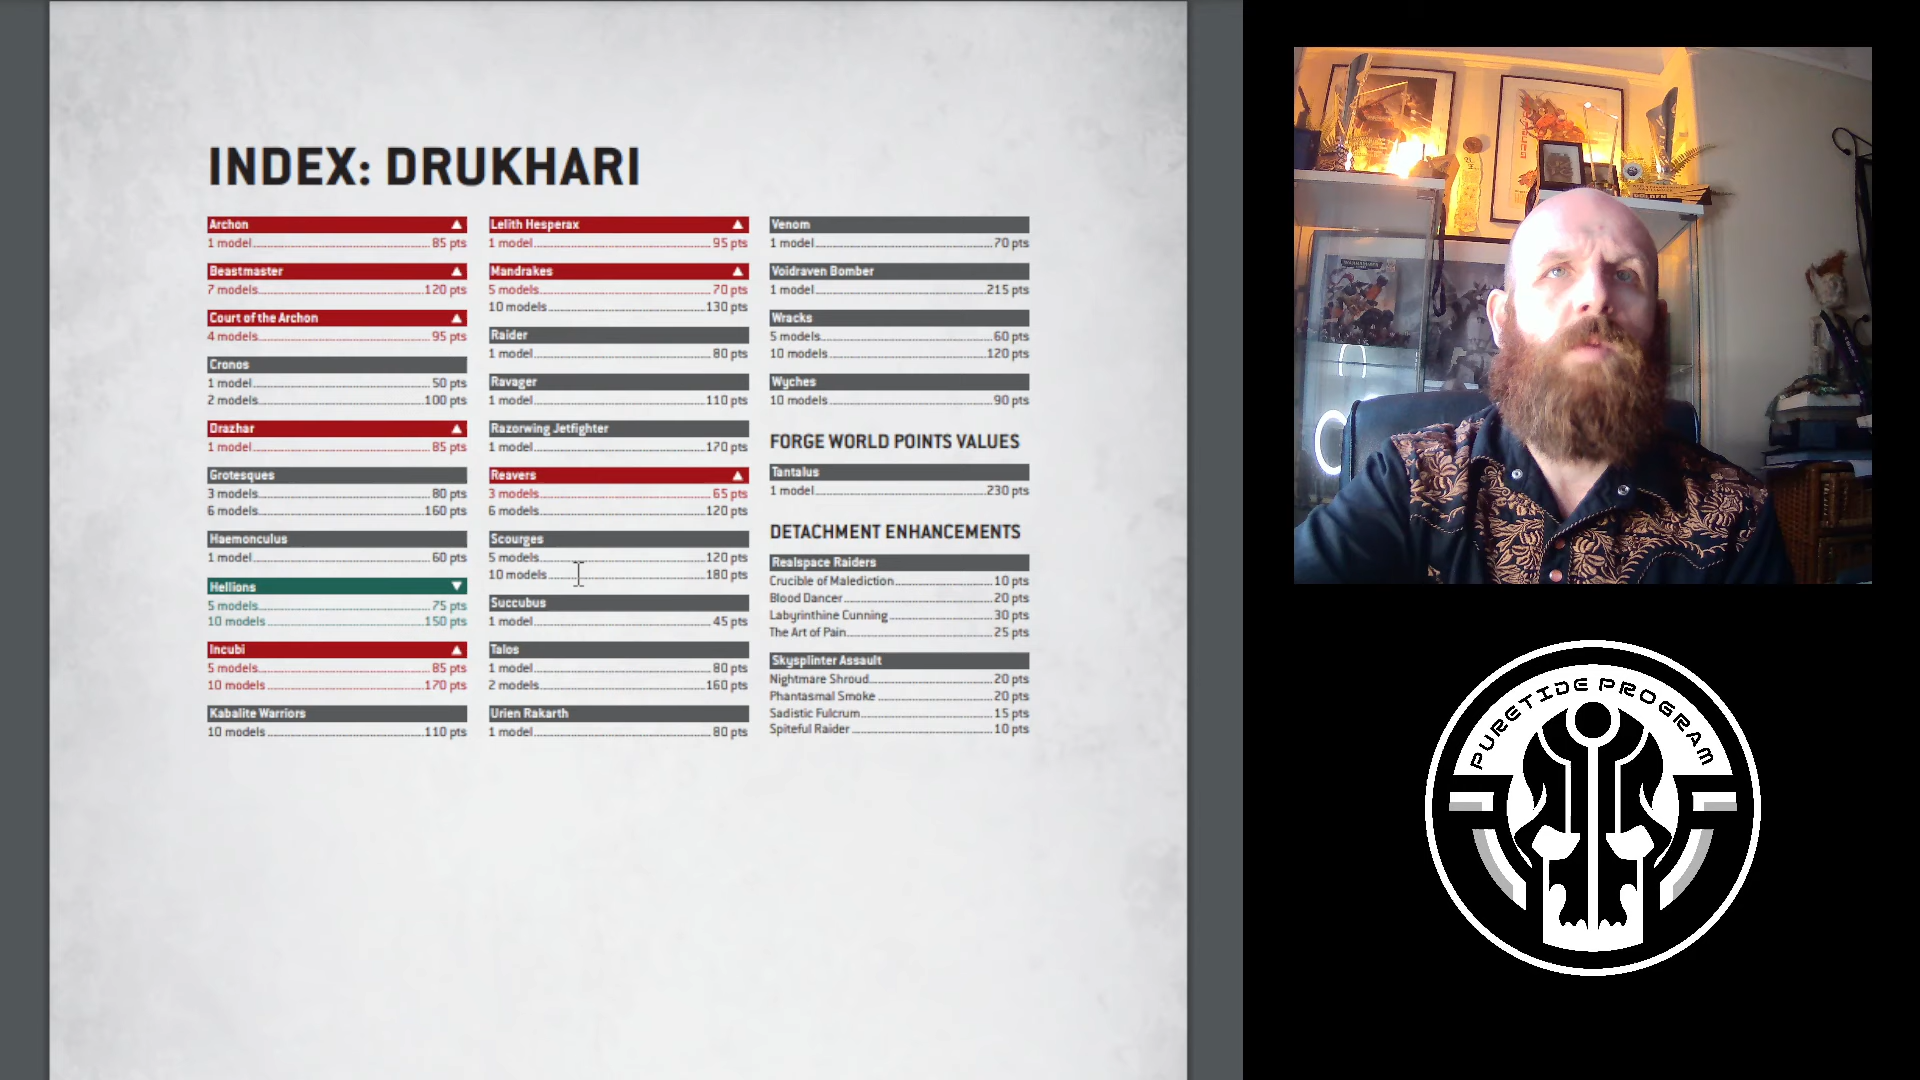 INDEX: DRUKHARI
Archon ▲
1 model 85 pts
Beastmaster ▲
7 models 120 pts
Court of the Archon ▲
4 models 95 pts
Cronos
1 model 50 pts
2 models 100 pts
Drazhar ▲
1 model 85 pts
Grotesques
3 models 80 pts
6 models 160 pts
Haemonculus
1 model 60 pts
Hellions ▼
5 models 75 pts
10 models 150 pts
Incubi ▲
5 models 85 pts
10 models 170 pts
Kabalite Warriors
10 models 110 pts
Lelith Hesperax ▲
1 model 95 pts
Mandrakes ▲
5 models 70 pts
10 models 130 pts
Raider
1 model 80 pts
Ravager
1 model 110 pts
Razorwing Jetfighter
1 model 170 pts
Reavers ▲
3 models 65 pts
6 models 120 pts
Scourges
5 models 120 pts
10 models 180 pts
Succubus
1 model 45 pts
Talos
1 model 80 pts
2 models 160 pts
Urien Rakarth
1 model 80 pts
Venom
1 model 70 pts
Voidraven Bomber
1 model 215 pts
Wracks
5 models 60 pts
10 models 120 pts
Wyches
10 models 90 pts
FORGE WORLD POINTS VALUES
Tantalus
1 model 230 pts
DETACHMENT ENHANCEMENTS
Realspace Raiders
Crucible of Malediction 10 pts
Blood Dancer 20 pts
Labyrinthine Cunning 30 pts
The Art of Pain 25 pts
Skysplinter Assault
Nightmare Shroud 20 pts
Phantasmal Smoke 20 pts
Sadistic Fulcrum 15 pts
Spiteful Raider 10 pts
WARHAMMER
PURETIDE PROGRAM